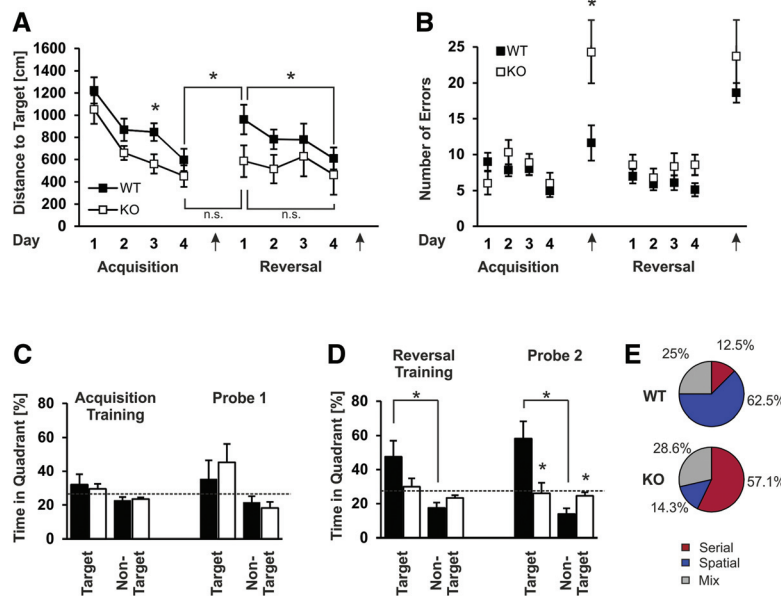 A
Distance to Target [cm]
1600
1400
1200
1000
800
600
400
200
0
*
*
*
WT
KO
n.s.
n.s.
Day
1 2 3 4 1 2 3 4
Acquisition Reversal
B
Number of Errors
25
20
15
10
5
0
*
WT
KO
Day
1 2 3 4 1 2 3 4
Acquisition Reversal
C
Time in Quadrant [%]
Acquisition
Training
Probe 1
80
60
40
20
0
Target
Non-
Target
Target
Non-
Target
D
Time in Quadrant [%]
Reversal
Training
Probe 2
80
60
40
20
0
*
*
*
*
Target
Non-
Target
Target
Non-
Target
E
25%
12.5%
WT
62.5%
28.6%
KO
57.1%
14.3%
Serial
Spatial
Mix